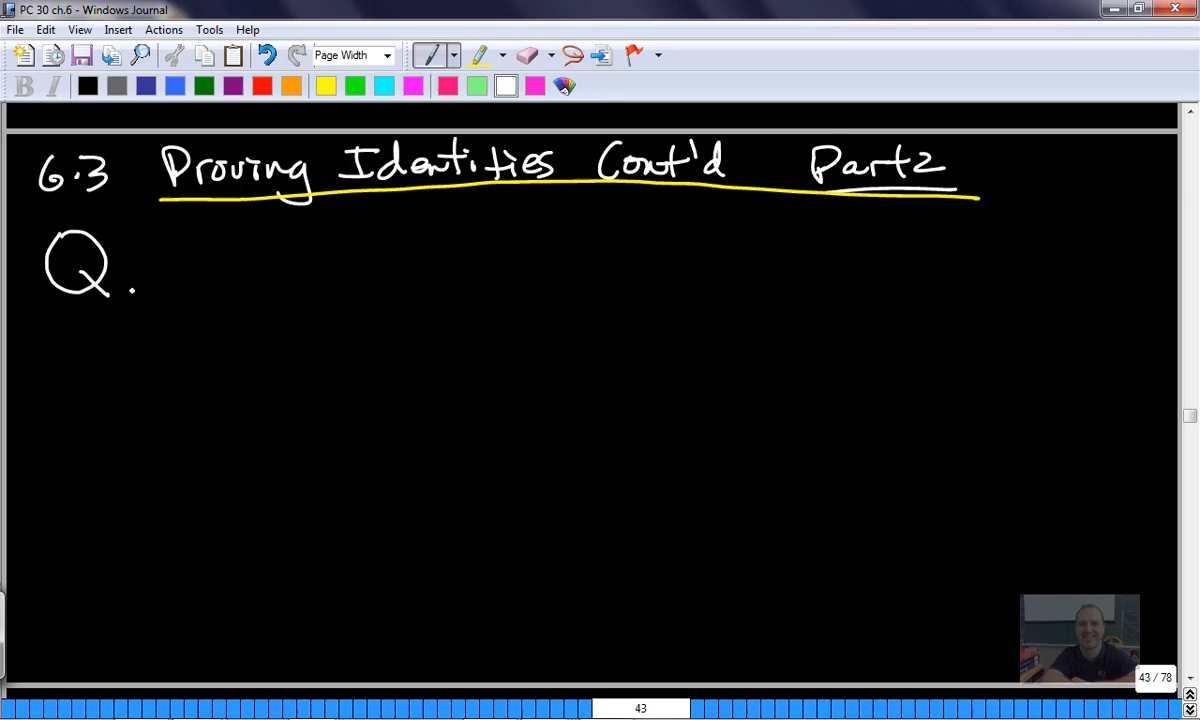 PC 30 ch.6 - Windows Journal
File Edit View Insert Actions Tools Help
Page Width
B I
6.3 Proving Identities Cont'd Part 2
Q.
43 / 78
43